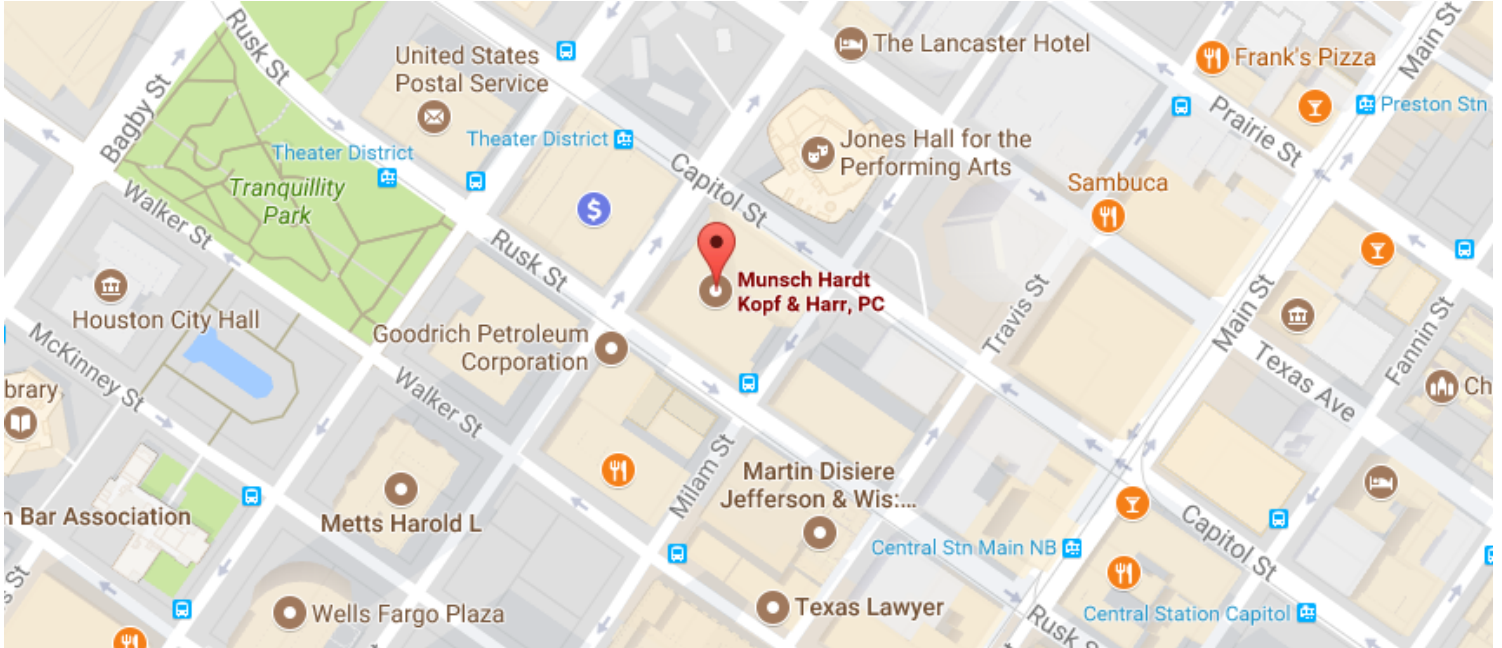 Rusk St
United States
Postal Service
The Lancaster Hotel
Frank's Pizza
Main St
Bagby St
Theater District
Theater District
Preston Stn
Prairie St
Jones Hall for the
Performing Arts
Capitol St
Tranquillity
Park
Sambuca
Walker St
Rusk St
Munsch Hardt
Kopf & Harr, PC
Houston City Hall
Goodrich Petroleum
Corporation
Travis St
Main St
Fannin St
McKinney St
Walker St
Texas Ave
brary
Ch
Milam St
Martin Disiere
Jefferson & Wis:...
n Bar Association
Metts Harold L
Central Stn Main NB
Capitol St
s St
Wells Fargo Plaza
Texas Lawyer
Central Station Capitol
Rusk S